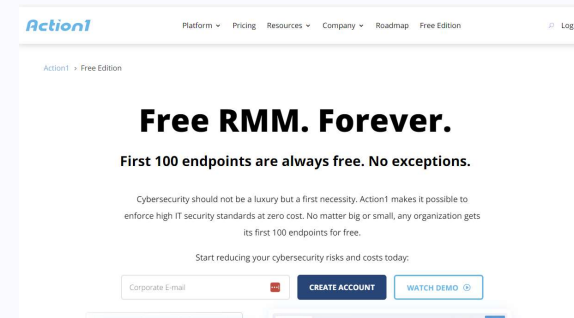 Action1
Platform Pricing Resources Company Roadmap Free Edition
Log
Action1 › Free Edition
Free RMM. Forever.
First 100 endpoints are always free. No exceptions.
Cybersecurity should not be a luxury but a first necessity. Action1 makes it possible to
enforce high IT security standards at zero cost. No matter big or small, any organization gets
its first 100 endpoints for free.
Start reducing your cybersecurity risks and costs today:
Corporate E-mail
CREATE ACCOUNT
WATCH DEMO